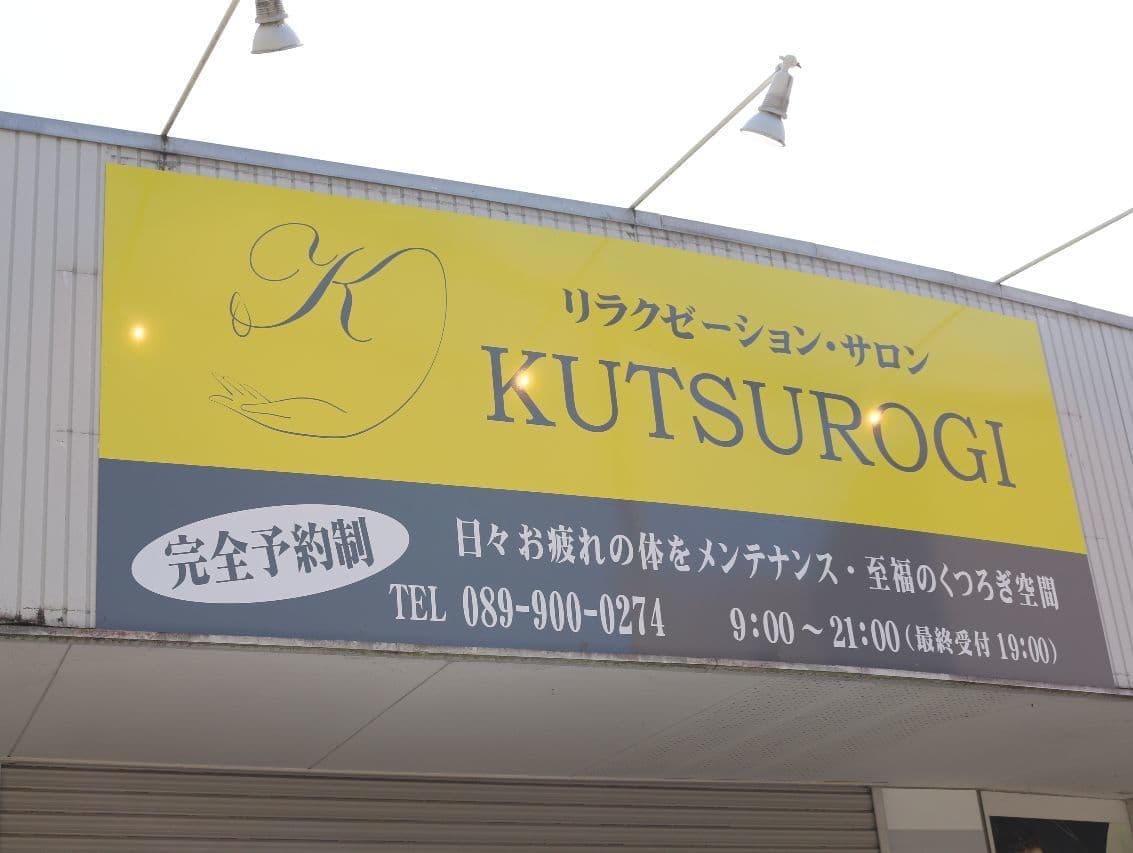 K
リラクゼーション・サロン
KUTSUROGI
完全予約制
日々お疲れの体をメンテナンス・至福のくつろぎ空間
TEL 089-900-0274 9:00～21:00(最終受付19:00)